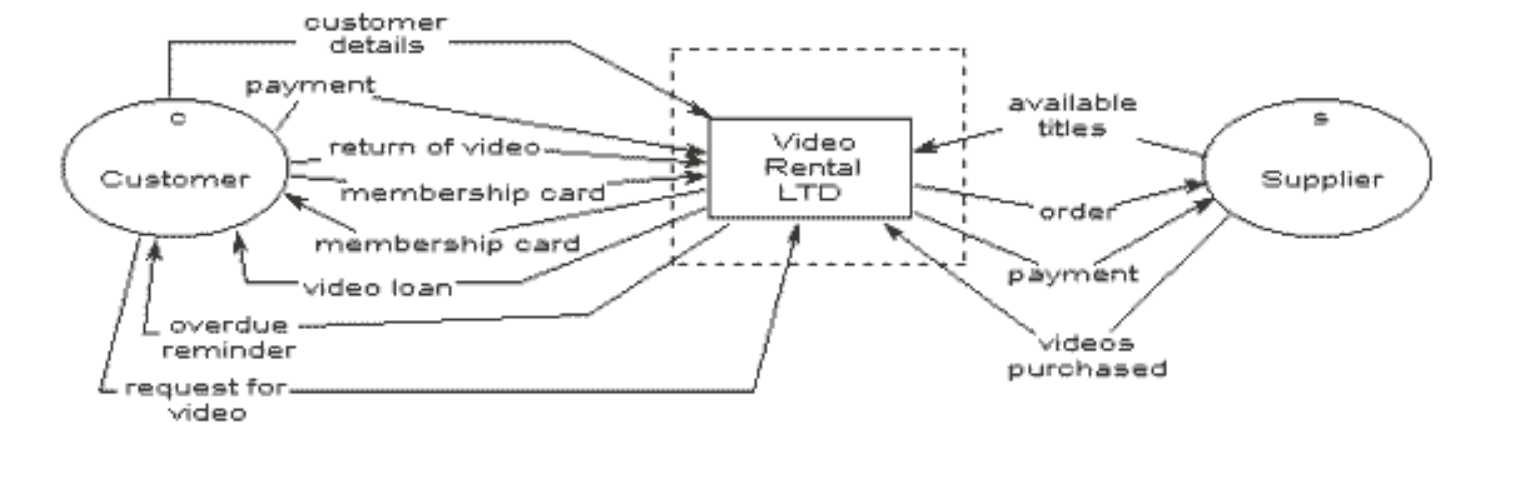 customer
details
payment
c
Customer
return of video
membership card
membership card
video loan
overdue
reminder
request for
video
Video
Rental
LTD
available
titles
order
payment
videos
purchased
s
Supplier